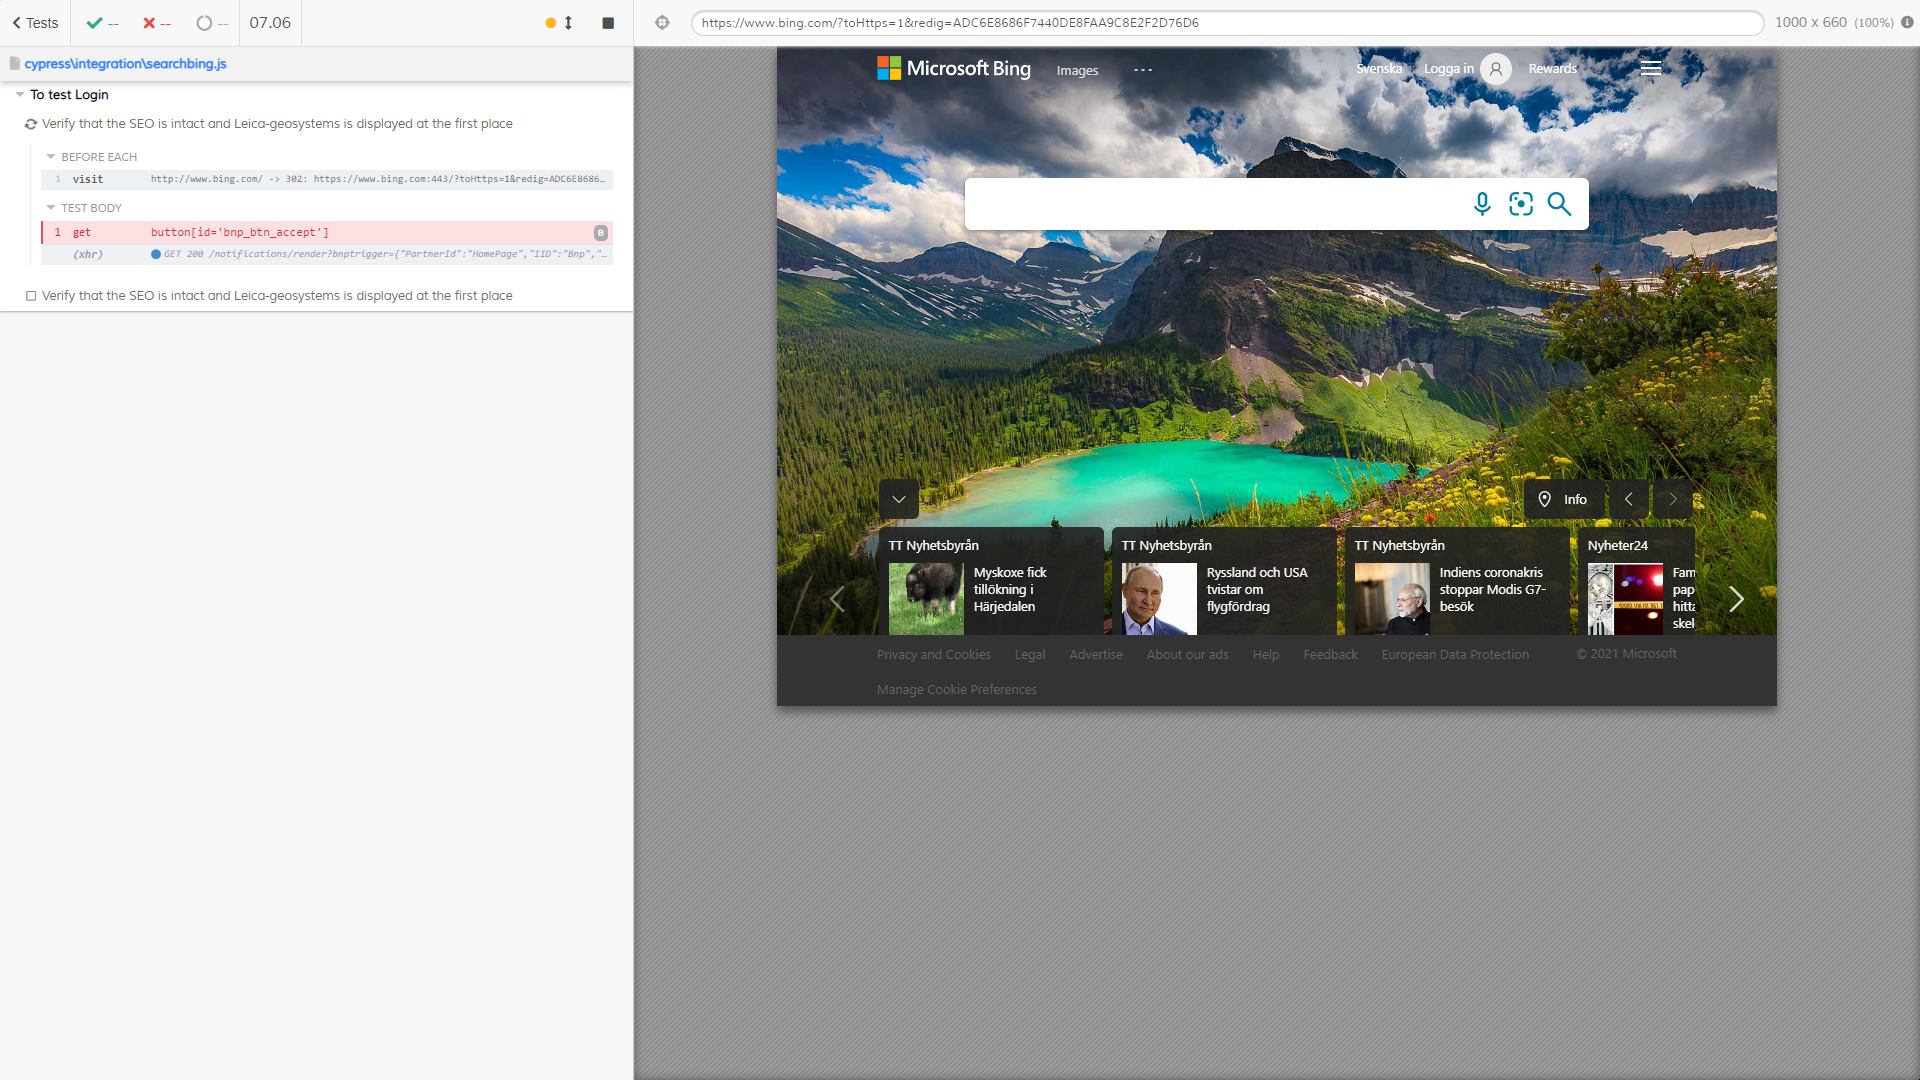 Tests
--
--
--
07.06
https://www.bing.com/?toHttps=1&redig=ADC6E8686F7440DE8FAA9C8E2F2D76D6
1000 x 660 (100%)
cypress\integration\searchbing.js
To test Login
Verify that the SEO is intact and Leica-geosystems is displayed at the first place
BEFORE EACH
1 visit http://www.bing.com/ -> 302: https://www.bing.com:443/?toHttps=1&redig=ADC6E8686…
TEST BODY
1 get button[id='bnp_btn_accept'] 0
(xhr) GET 200 /notifications/render?bnptrigger={"PartnerId":"HomePage","IID":"Bnp","…
Verify that the SEO is intact and Leica-geosystems is displayed at the first place
Microsoft Bing
Images
...
Svenska
Logga in
Rewards
Info
TT Nyhetsbyrån
Myskoxe fick
tillökning i
Härjedalen
TT Nyhetsbyrån
Ryssland och USA
tvistar om
flygfördrag
TT Nyhetsbyrån
Indiens coronakris
stoppar Modis G7-
besök
Nyheter24
Fam
pap
hitta
skel
Privacy and Cookies
Legal
Advertise
About our ads
Help
Feedback
European Data Protection
© 2021 Microsoft
Manage Cookie Preferences